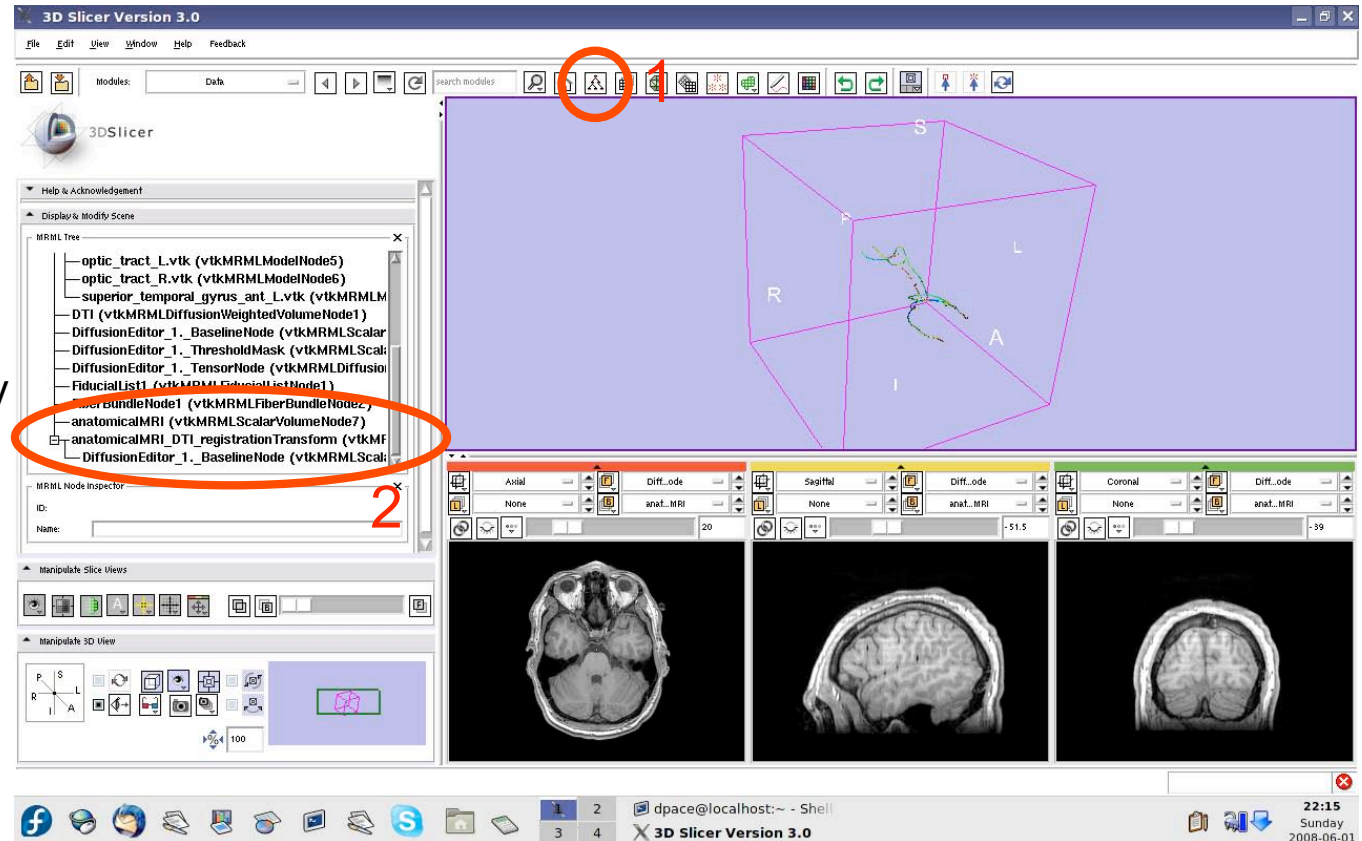 3D Slicer Version 3.0
File Edit View Window Help Feedback
Modules: Data search modules
1
3DSlicer
Help & Acknowledgement
Display & Modify Scene
MRML Tree
optic_tract_L.vtk (vtkMRMLModelNode5)
optic_tract_R.vtk (vtkMRMLModelNode6)
superior_temporal_gyrus_ant_L.vtk (vtkMRMLM
DTI (vtkMRMLDiffusionWeightedVolumeNode1)
DiffusionEditor_1._BaselineNode (vtkMRMLScalar
DiffusionEditor_1._ThresholdMask (vtkMRMLScala
DiffusionEditor_1._TensorNode (vtkMRMLDiffusion
FiducialList1 (vtkMRMLFiducialListNode1)
FiberBundleNode1 (vtkMRMLFiberBundleNode2)
anatomicalMRI (vtkMRMLScalarVolumeNode7)
anatomicalMRI_DTI_registrationTransform (vtkMF
DiffusionEditor_1._BaselineNode (vtkMRMLScala
y
2
MRML Node Inspector
ID:
Name:
Manipulate Slice Views
Manipulate 3D View
P S
R L
I A
100
S
P
L
R
A
I
Axial Diff...ode
None anat...MRI
20
Sagittal Diff...ode
None anat...MRI
-51.5
Coronal Diff...ode
None anat...MRI
-39
1 2
3 4
dpace@localhost:~ - Shell
3D Slicer Version 3.0
22:15
Sunday
2008-06-01